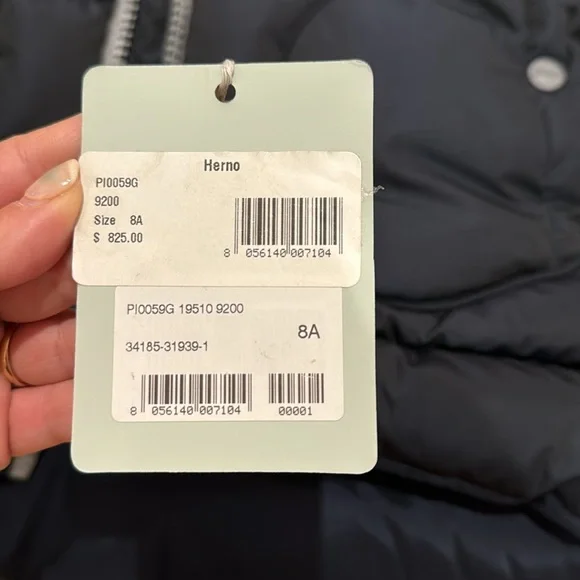 Herno
PI0059G
9200
Size 8A
$ 825.00
8 056140 007104
PI0059G 19510 9200
8A
34185-31939-1
8 056140 007104
00001